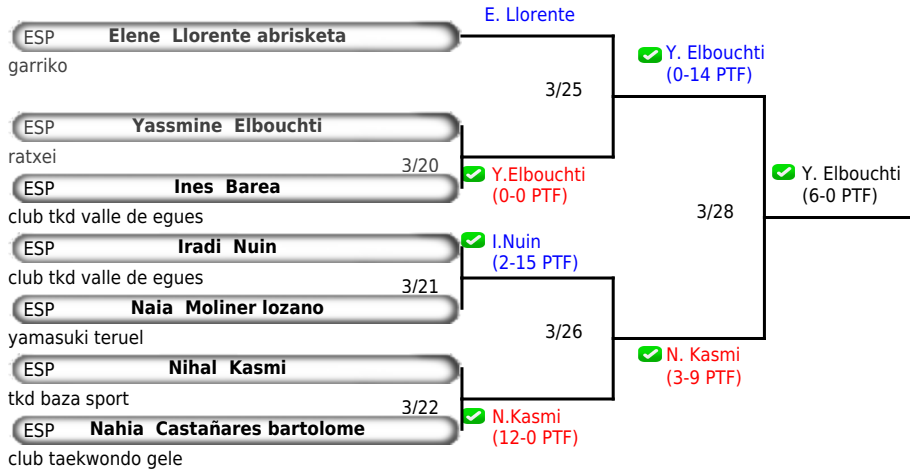 E. Llorente
ESP Elene Llorente abrisketa
garriko
Y. Elbouchti
(0-14 PTF)
3/25
ESP Yassmine Elbouchti
ratxei
3/20
Y.Elbouchti
(0-0 PTF)
ESP Ines Barea
club tkd valle de egues
Y. Elbouchti
(6-0 PTF)
3/28
ESP Iradi Nuin
club tkd valle de egues
I.Nuin
(2-15 PTF)
3/21
ESP Naia Moliner lozano
yamasuki teruel
3/26
N. Kasmi
(3-9 PTF)
ESP Nihal Kasmi
tkd baza sport
3/22
N.Kasmi
(12-0 PTF)
ESP Nahia Castañares bartolome
club taekwondo gele